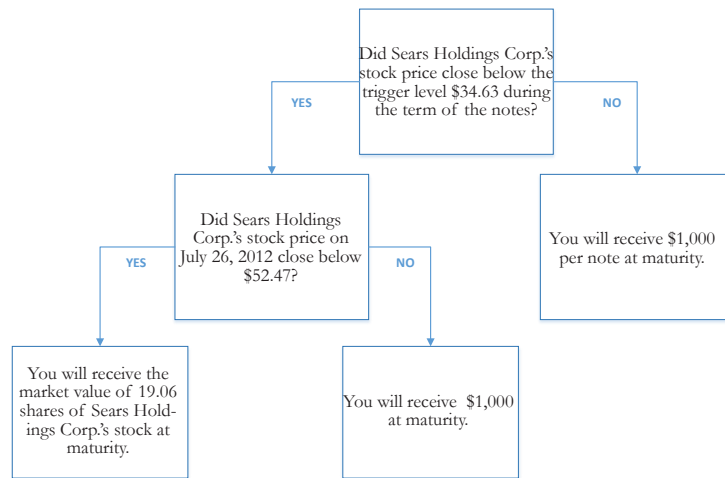 Did Sears Holdings Corp.'s
stock price close below the
trigger level $34.63 during
the term of the notes?
YES
NO
Did Sears Holdings
Corp.'s stock price on
July 26, 2012 close below
$52.47?
You will receive $1,000
per note at maturity.
YES
NO
You will receive the
market value of 19.06
shares of Sears Hold-
ings Corp.'s stock at
maturity.
You will receive $1,000
at maturity.